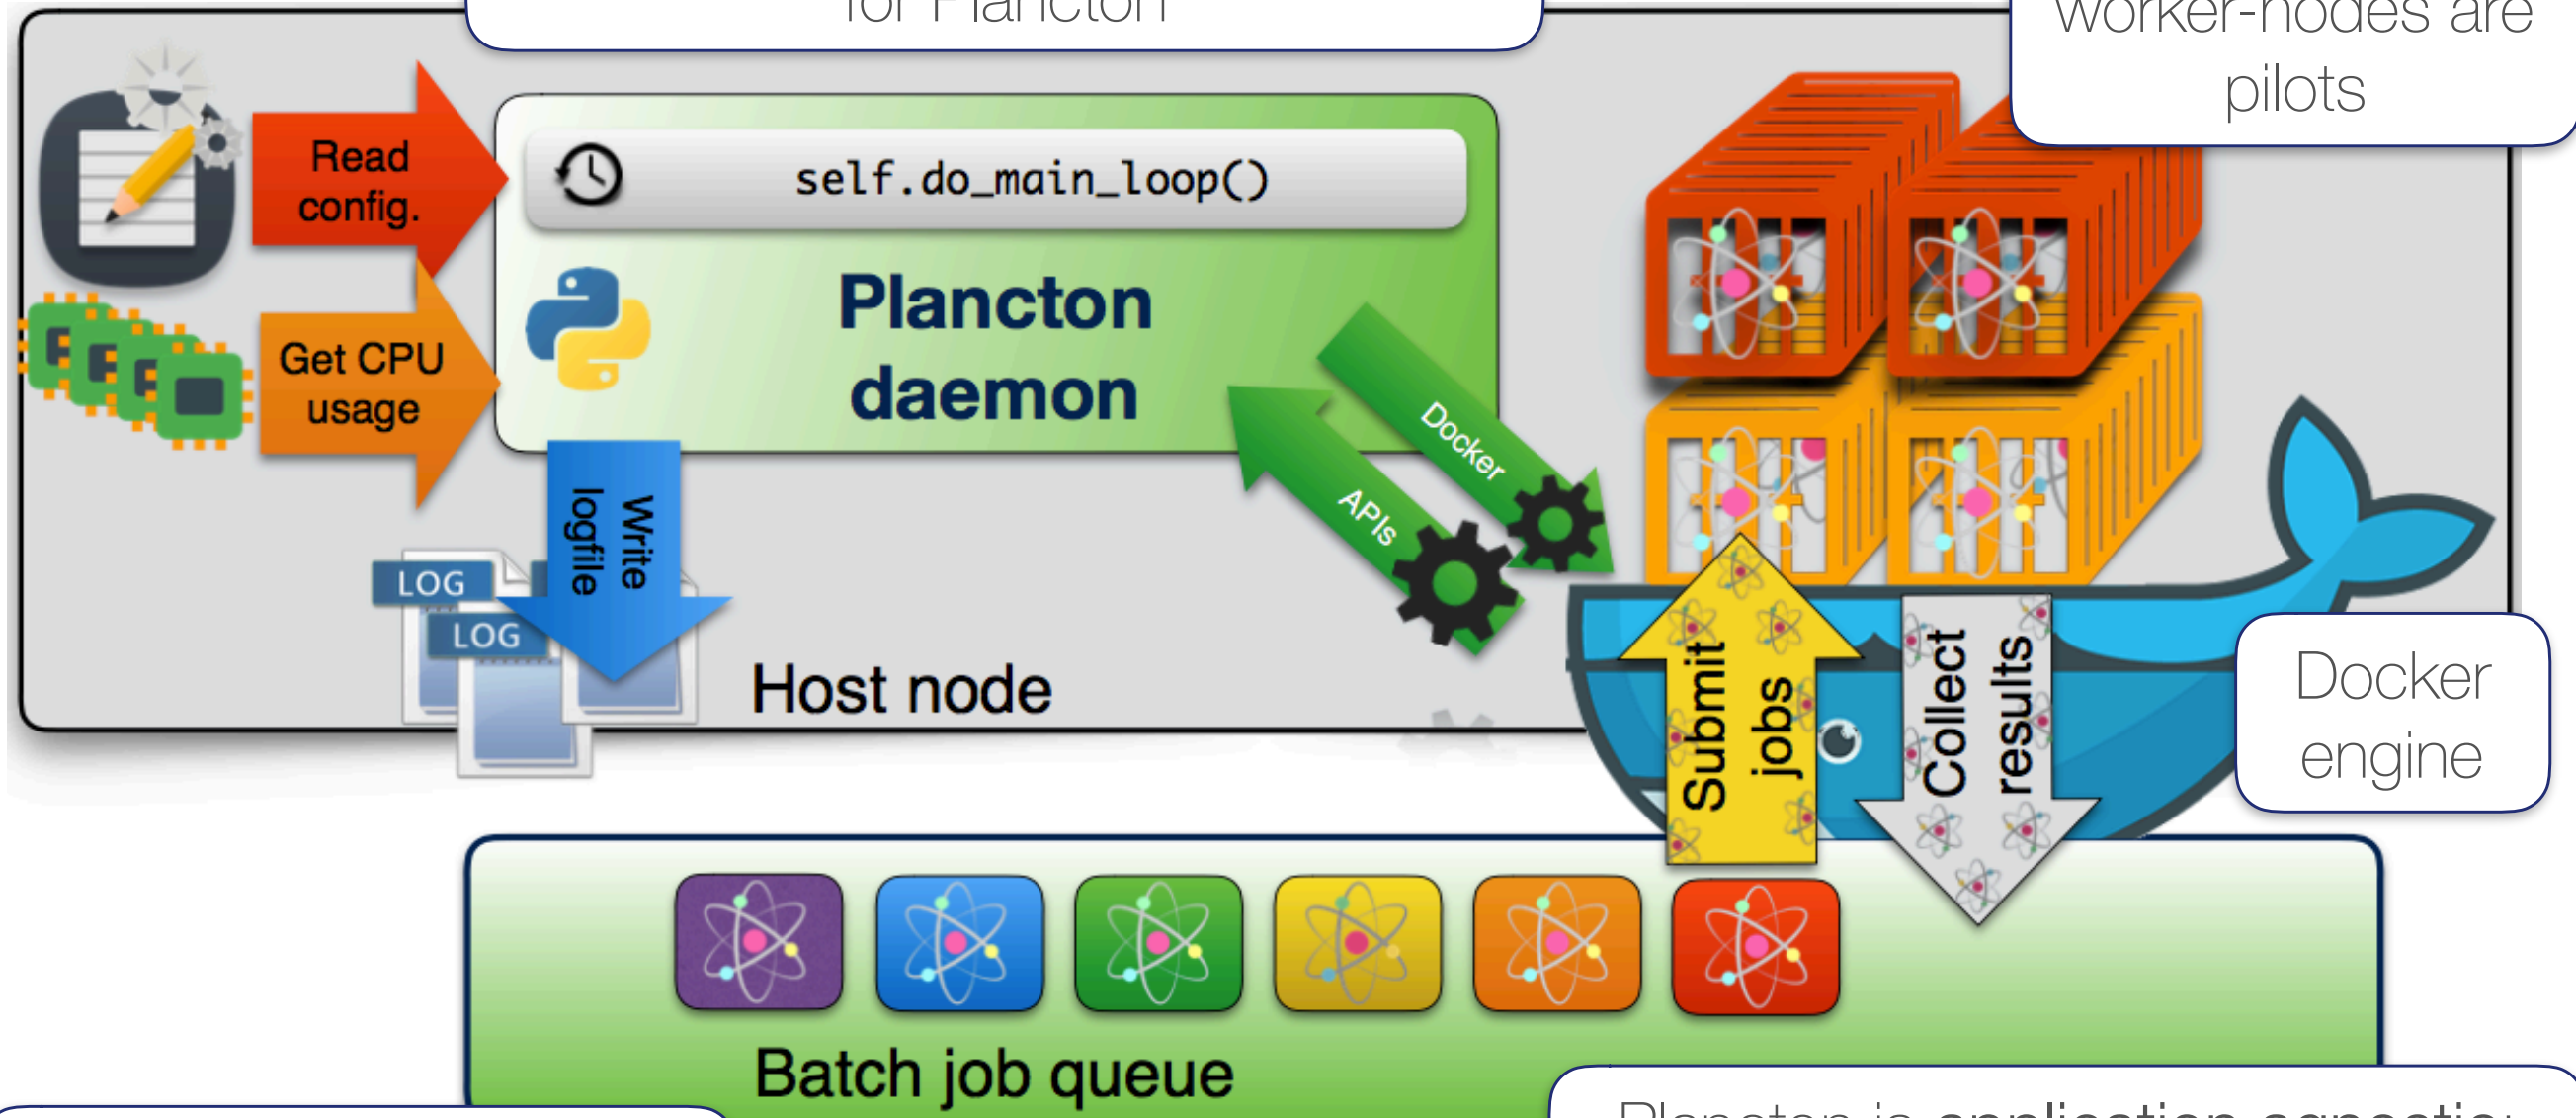 for Plancton
worker-nodes are
pilots
Read
config.
self.do_main_loop()
Plancton
daemon
Get CPU
usage
Docker
APIs
Write
logfile
LOG
LOG
Host node
Submit
jobs
Collect
results
Docker
engine
Batch job queue
Plancton is application agnostic: